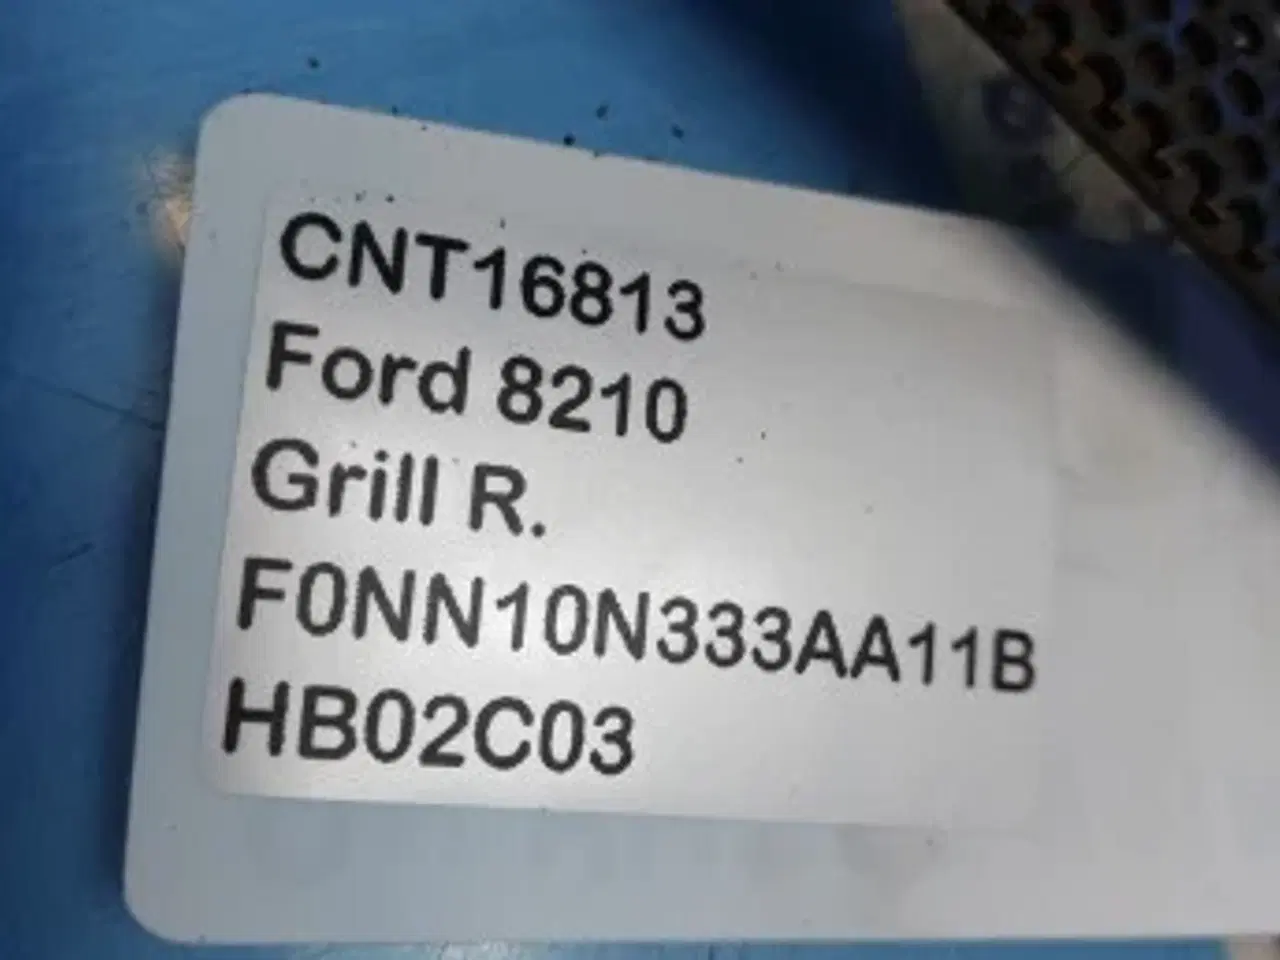 CNT16813
Ford 8210
Grill R.
F0NN10N333AA11B
HB02C03